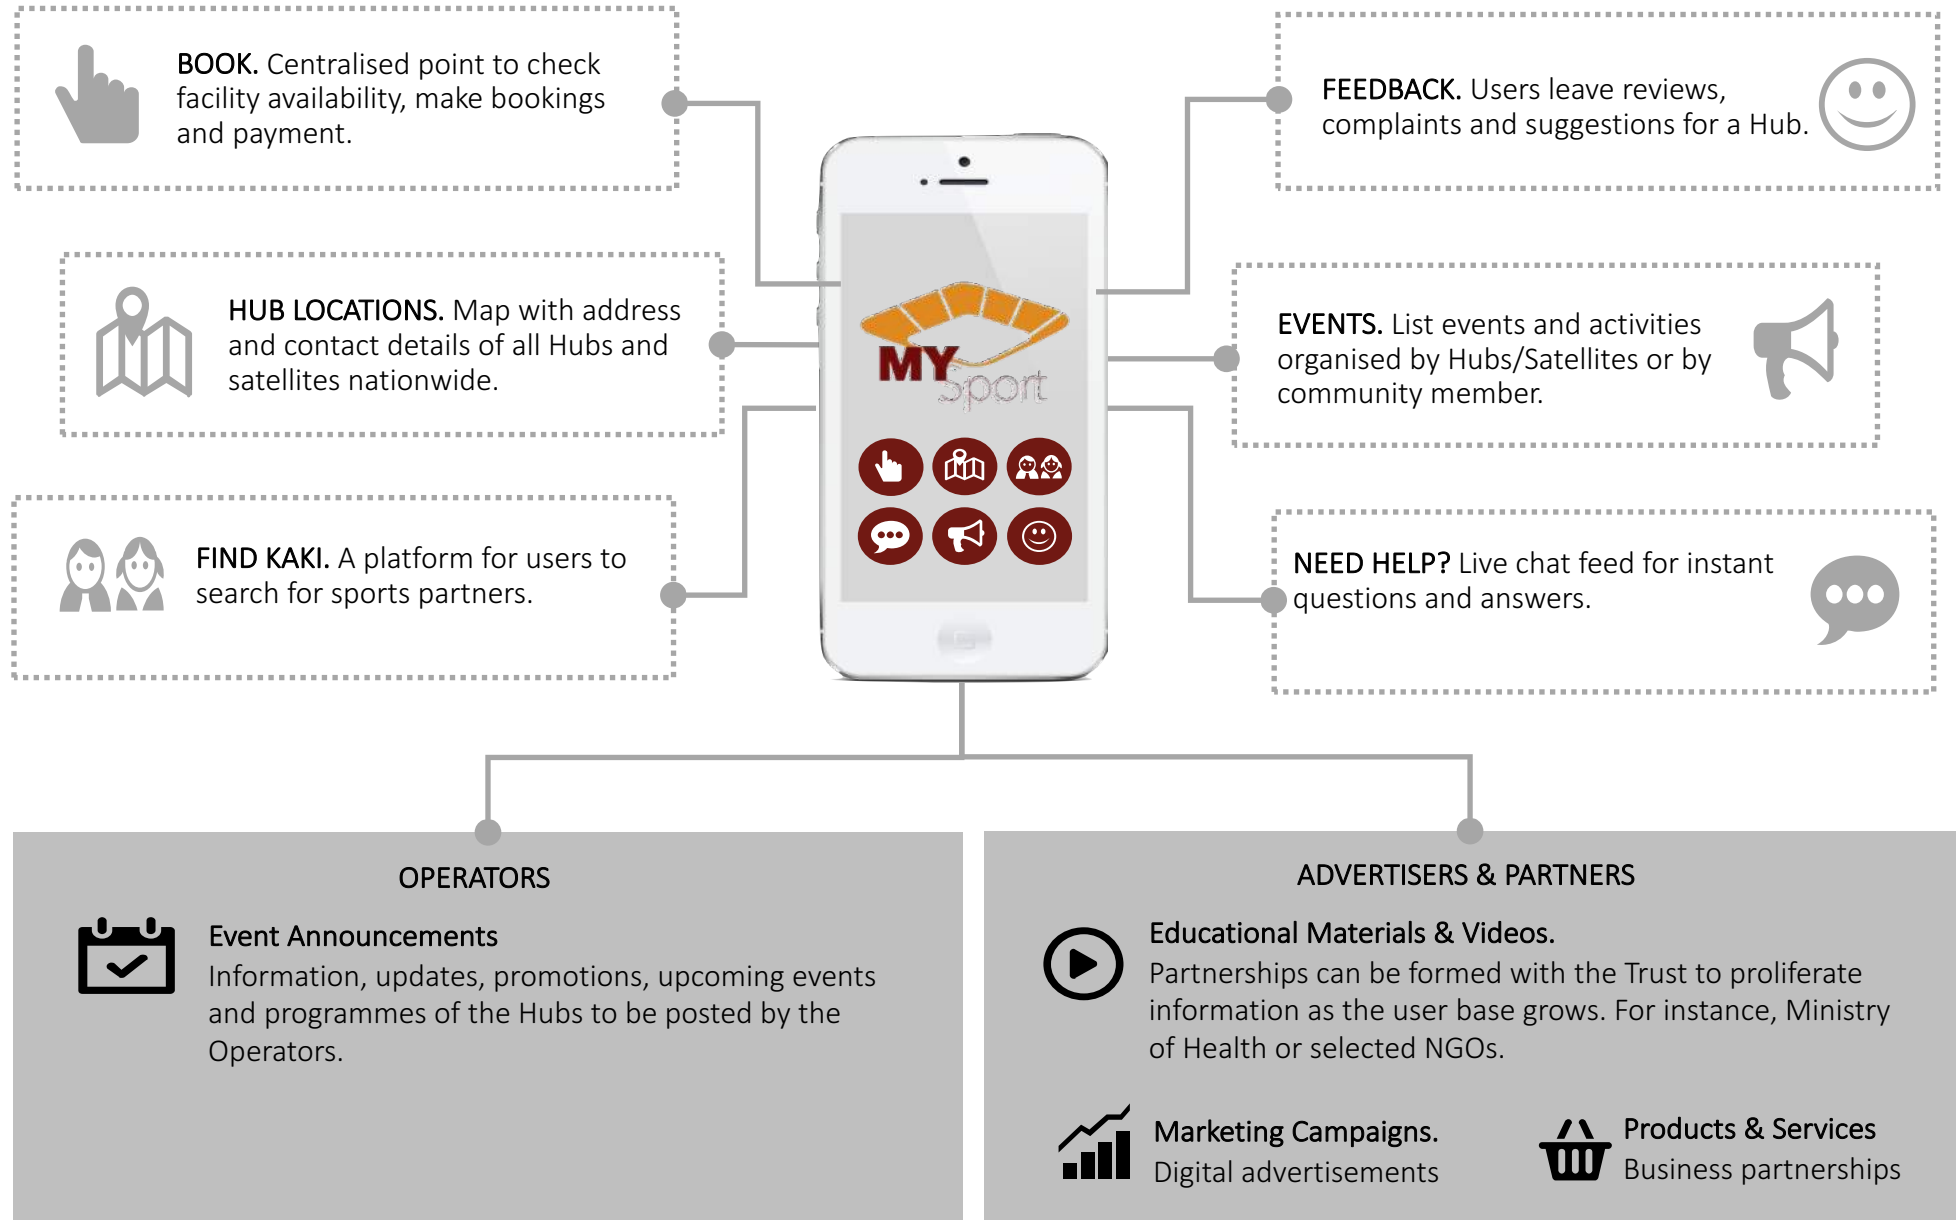 BOOK. Centralised point to check
facility availability, make bookings
and payment.
HUB LOCATIONS. Map with address
and contact details of all Hubs and
satellites nationwide.
FIND KAKI. A platform for users to
search for sports partners.
MY
Sport
FEEDBACK. Users leave reviews,
complaints and suggestions for a Hub.
EVENTS. List events and activities
organised by Hubs/Satellites or by
community member.
NEED HELP? Live chat feed for instant
questions and answers.
OPERATORS
Event Announcements
Information, updates, promotions, upcoming events
and programmes of the Hubs to be posted by the
Operators.
ADVERTISERS & PARTNERS
Educational Materials & Videos.
Partnerships can be formed with the Trust to proliferate
information as the user base grows. For instance, Ministry
of Health or selected NGOs.
Marketing Campaigns.
Digital advertisements
Products & Services
Business partnerships